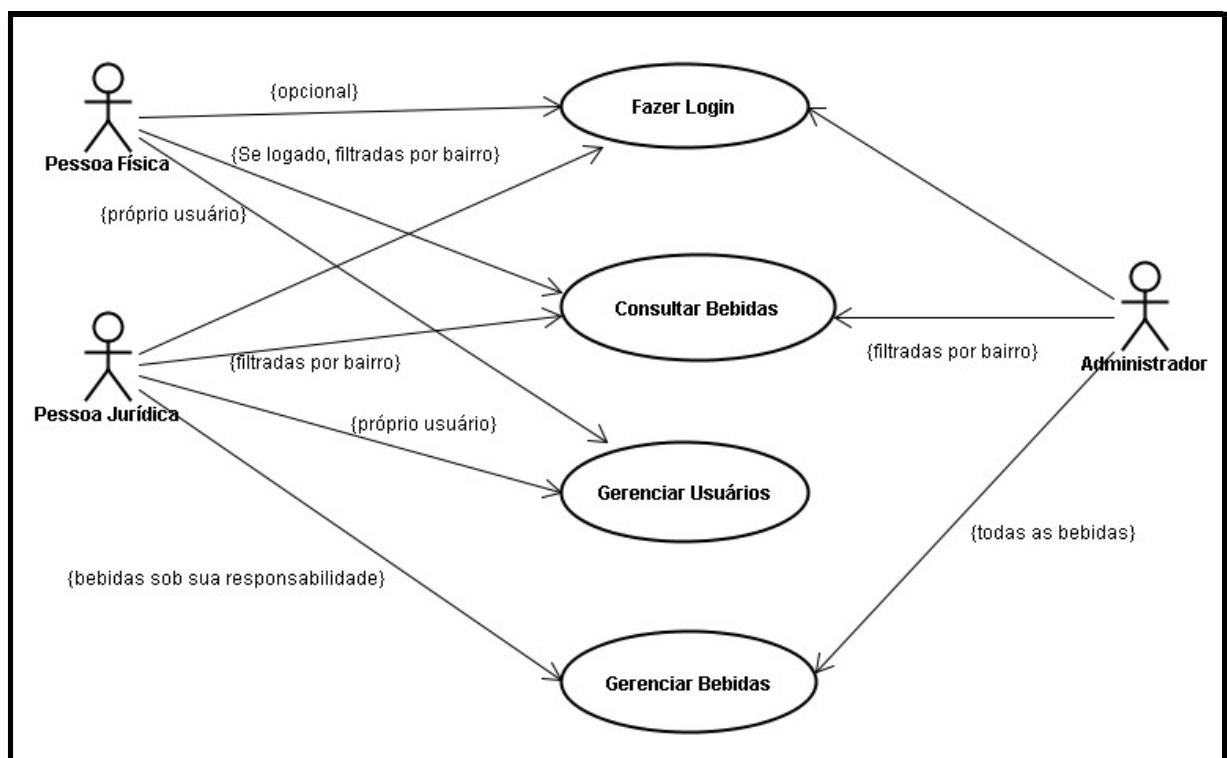 {opcional}
Fazer Login
Pessoa Física
{Se logado, filtradas por bairro}
{próprio usuário}
Consultar Bebidas
{filtradas por bairro}
{filtradas por bairro}
Administrador
Pessoa Jurídica
{próprio usuário}
Gerenciar Usuários
{todas as bebidas}
{bebidas sob sua responsabilidade}
Gerenciar Bebidas